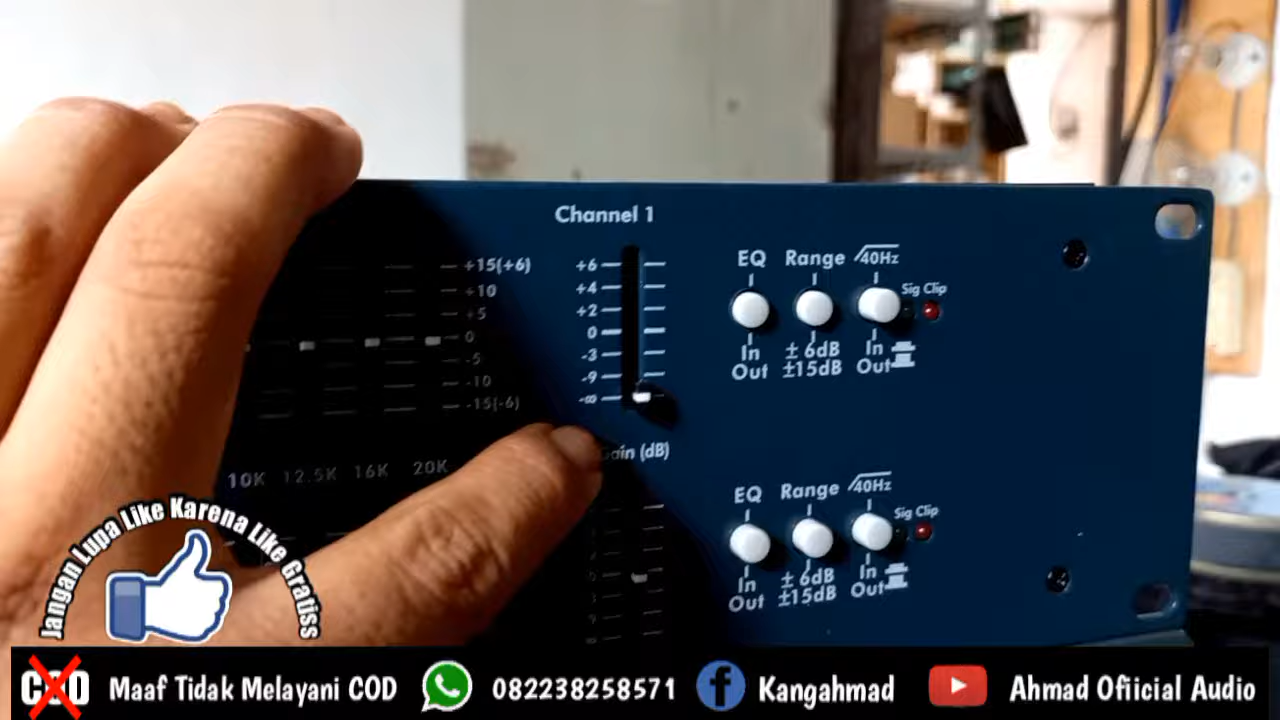 Channel 1
+15(+6)
+10
+5
0
-5
-10
-15(-6)
+6
+4
+2
0
-3
-9
-∞
EQ
In
Out
Range
± 6dB
±15dB
40Hz
In
Out
Sig Clip
Gain (dB)
10K 12.5K 16K 20K
EQ
In
Out
Range
± 6dB
±15dB
40Hz
In
Out
Sig Clip
Jangan Lupa Like Karena Like Gratiss
COD Maaf Tidak Melayani COD 082238258571 Kangahmad Ahmad Ofiicial Audio